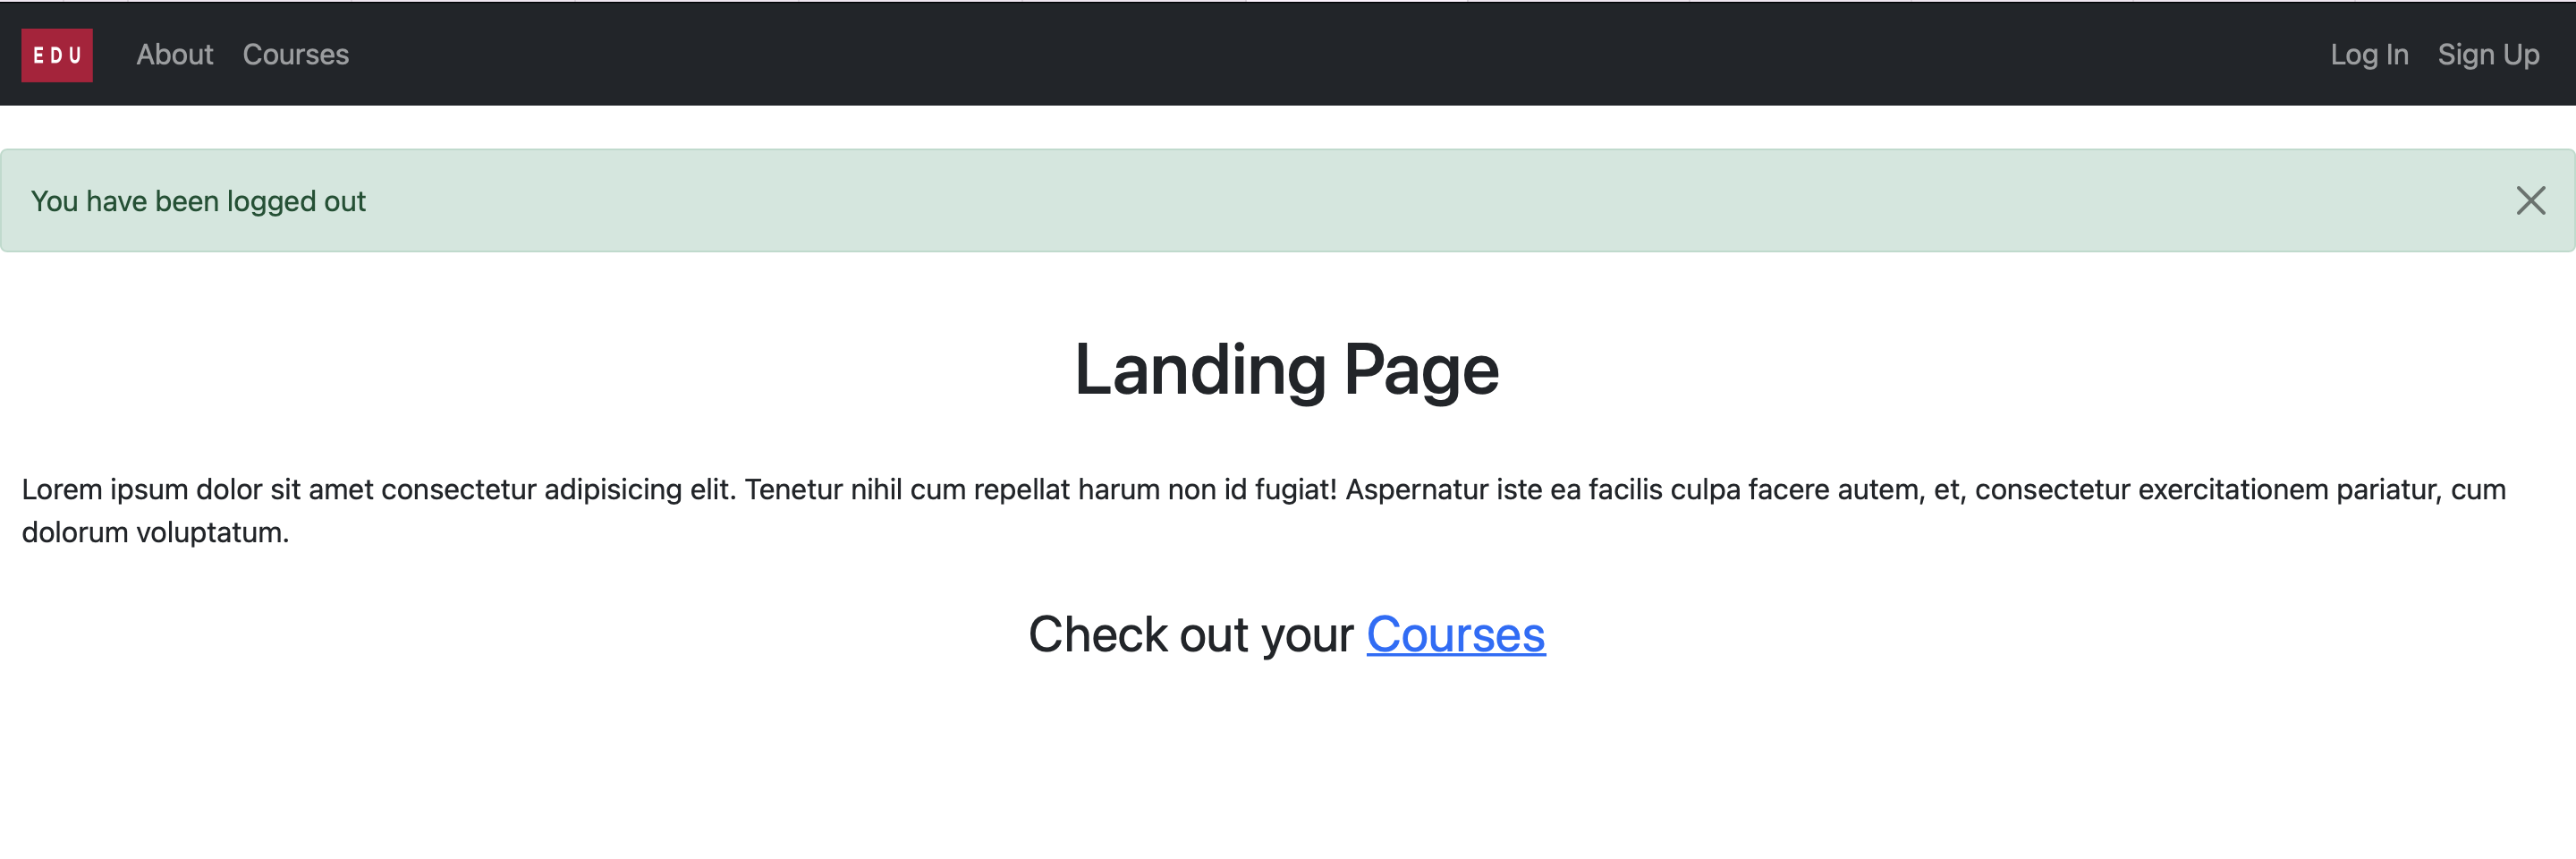 EDU About Courses Log In Sign Up
You have been logged out
Landing Page
Lorem ipsum dolor sit amet consectetur adipisicing elit. Tenetur nihil cum repellat harum non id fugiat! Aspernatur iste ea facilis culpa facere autem, et, consectetur exercitationem pariatur, cum
dolorum voluptatum.
Check out your Courses